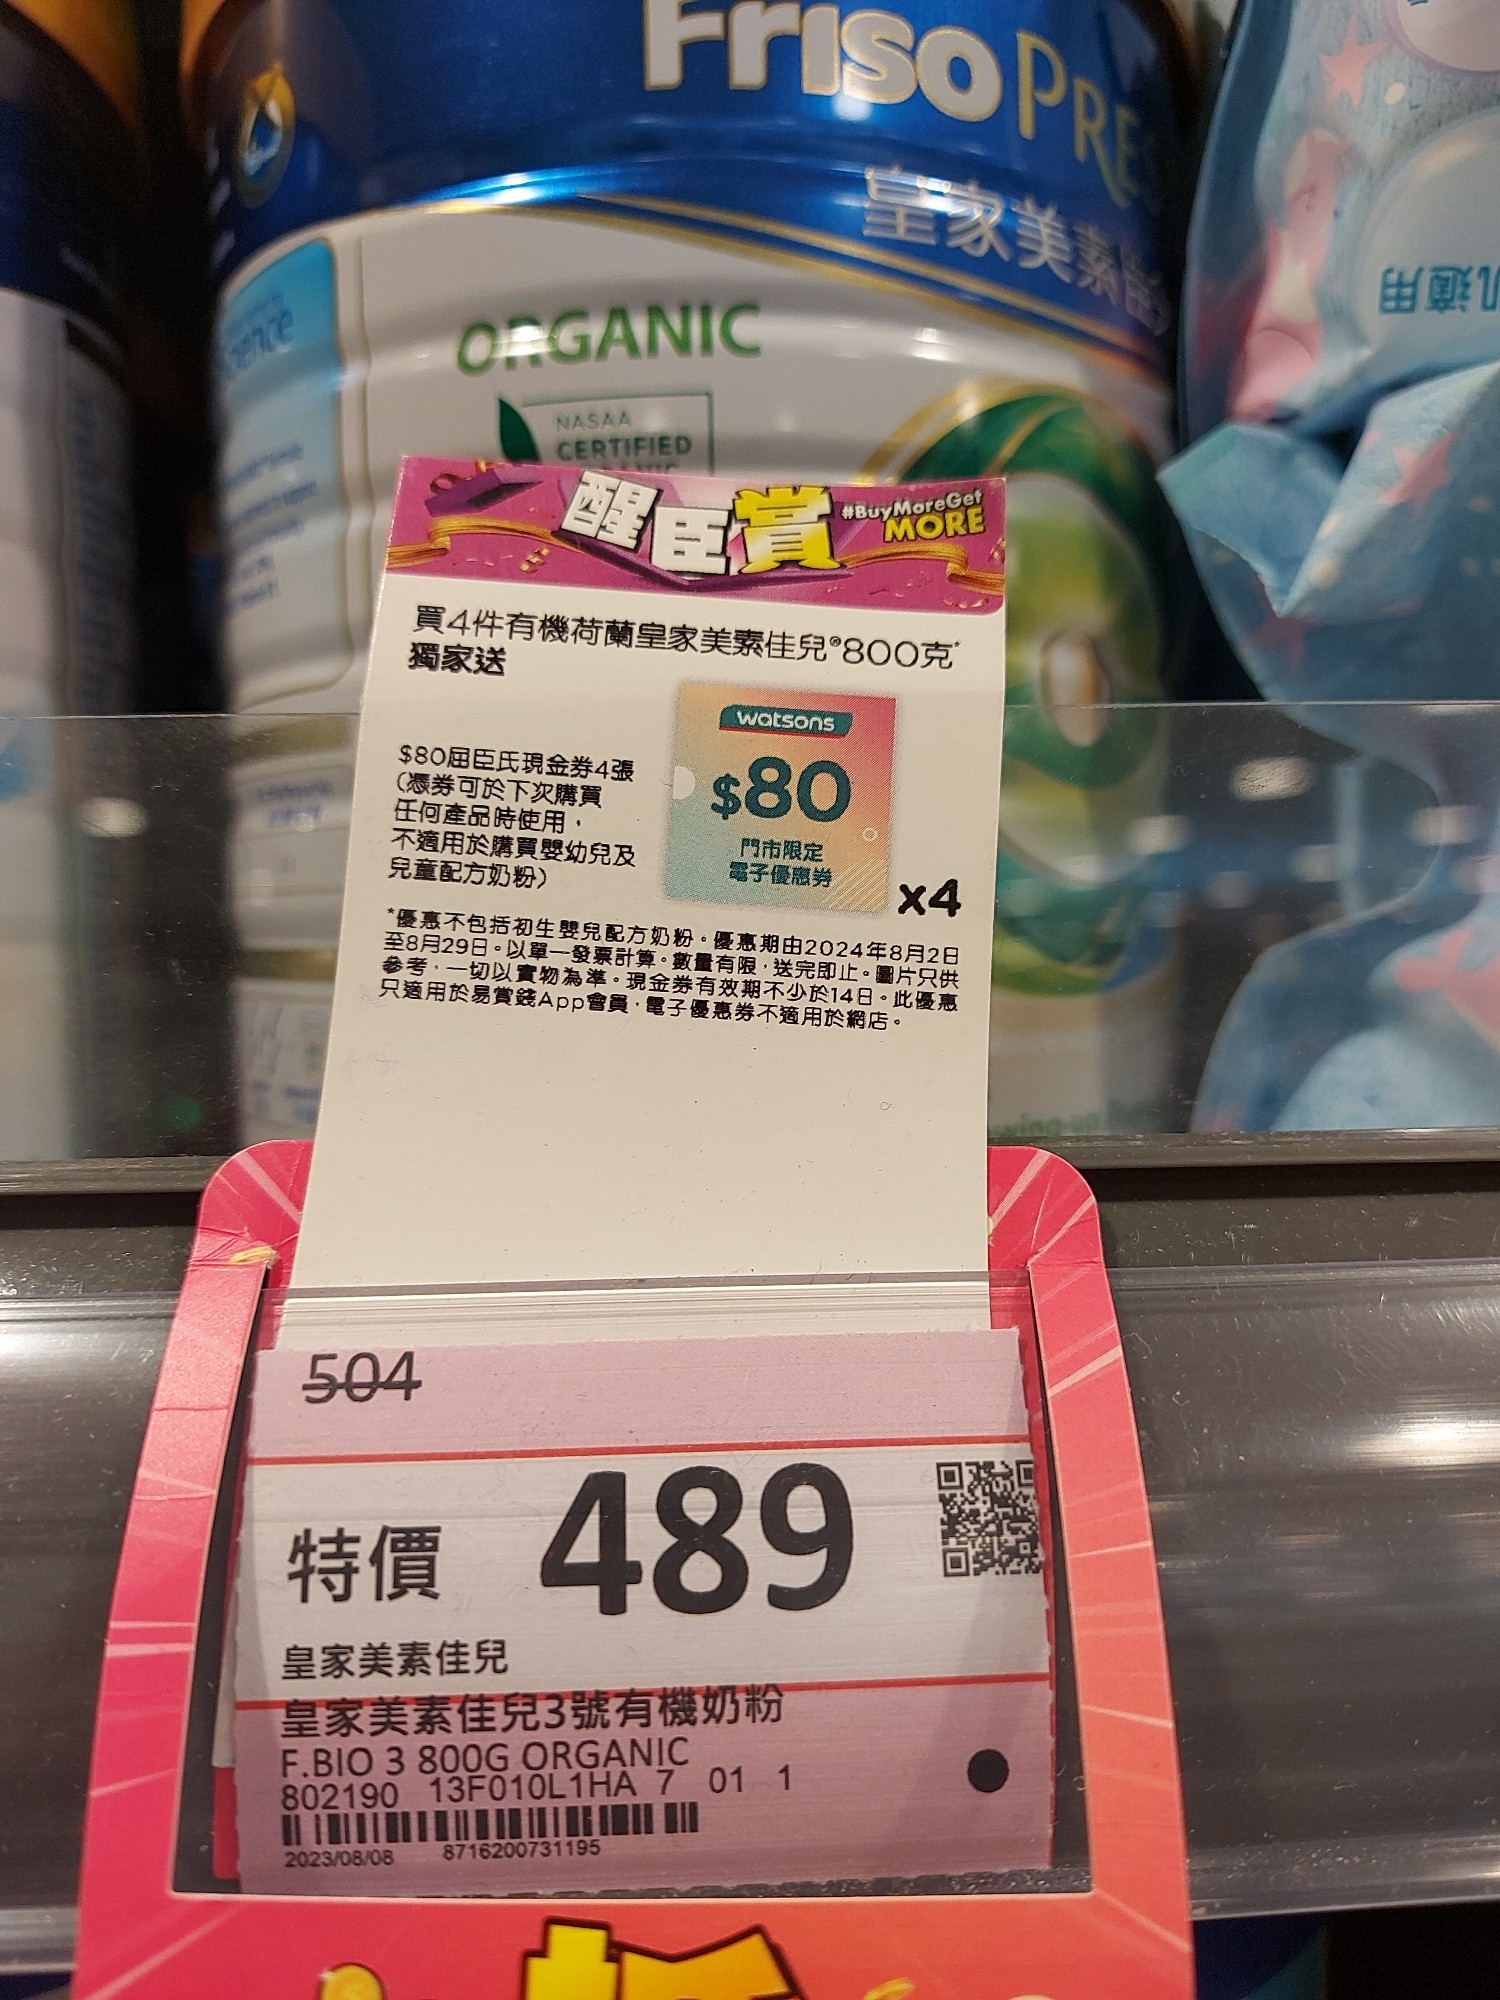 Friso PRES
皇家美素佳
ORGANIC
NASAA
CERTIFIED
適用
醒臣賞
#BuyMoreGet
MORE
買4件有機荷蘭皇家美素佳兒®800克*
獨家送
$80屈臣氏現金券4張
(憑券可於下次購買
任何產品時使用，
不適用於購買嬰幼兒及
兒童配方奶粉)
watsons
$80
門市限定
電子優惠券
x4
*優惠不包括初生嬰兒配方奶粉。優惠期由2024年8月2日
至8月29日。以單一發票計算。數量有限，送完即止。圖片只供
參考，一切以實物為準。現金券有效期不少於14日。此優惠
只適用於易賞錢App會員，電子優惠券不適用於網店。
504
特價 489
皇家美素佳兒
皇家美素佳兒3號有機奶粉
F.BIO 3 800G ORGANIC
802190 13F010L1HA 7 01 1
2023/08/08 8716200731195